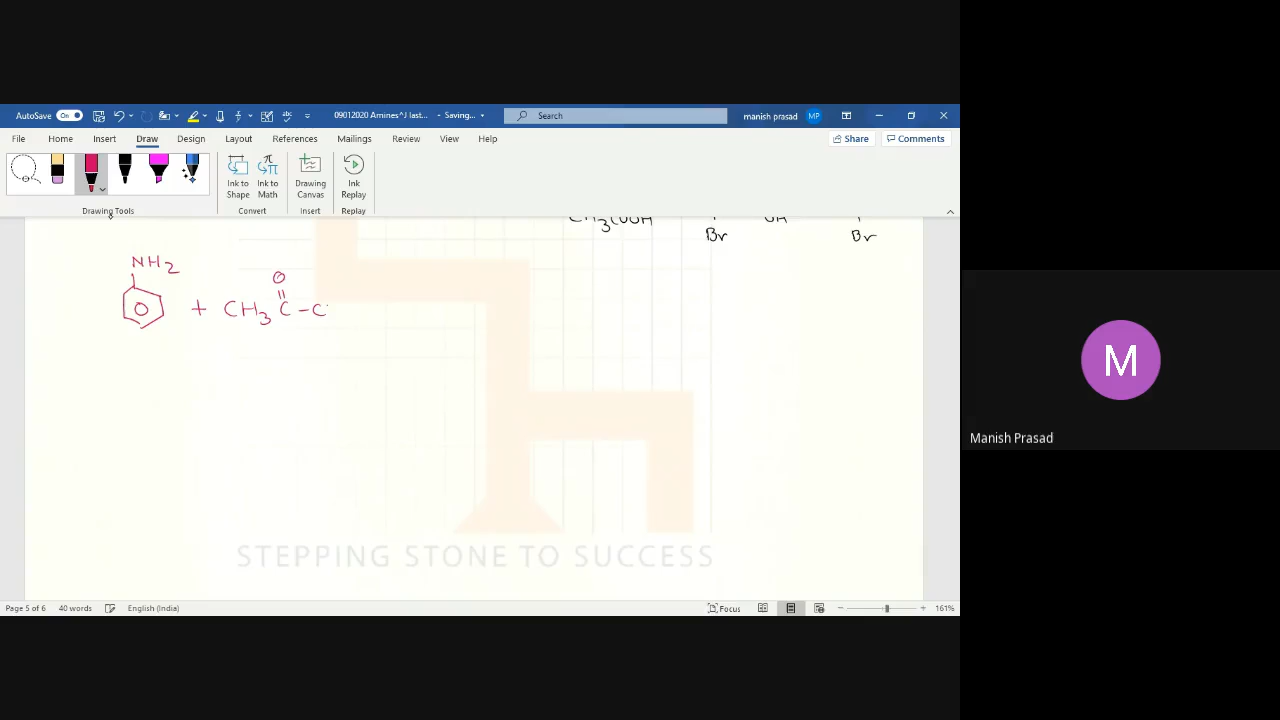 AutoSave On 09012020 Amines^J last... - Saving... Search manish prasad MP
File Home Insert Draw Design Layout References Mailings Review View Help Share Comments
Ink to Shape Ink to Math Drawing Canvas Ink Replay
Drawing Tools Convert Insert Replay
CH3COOH OH
Br Br
NH2
O
+ CH3 C – C
M
Manish Prasad
STEPPING STONE TO SUCCESS
Page 5 of 6 40 words English (India) Focus 161%